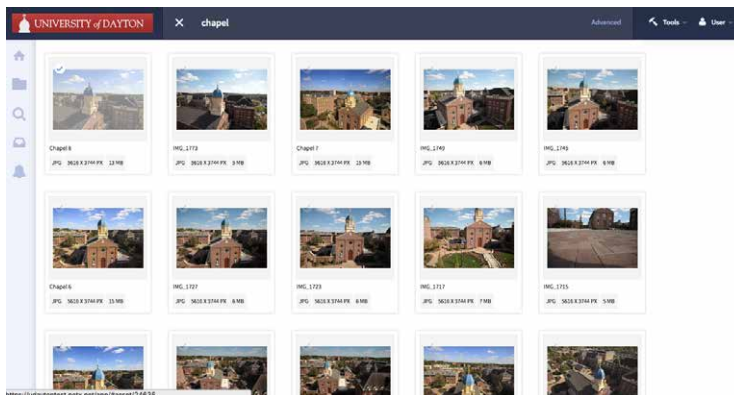 UNIVERSITY of DAYTON
chapel
Advanced
Tools
User
Chapel 8
JPG 5616 X 3744 PX 13 MB
IMG_1773
JPG 5616 X 3744 PX 5 MB
Chapel 7
JPG 5616 X 3744 PX 15 MB
IMG_1749
JPG 5616 X 3744 PX 6 MB
IMG_1745
JPG 5616 X 3744 PX 6 MB
Chapel 6
JPG 5616 X 3744 PX 15 MB
IMG_1727
JPG 5616 X 3744 PX 6 MB
IMG_1723
JPG 5616 X 3744 PX 6 MB
IMG_1717
JPG 5616 X 3744 PX 7 MB
IMG_1715
JPG 5616 X 3744 PX 5 MB